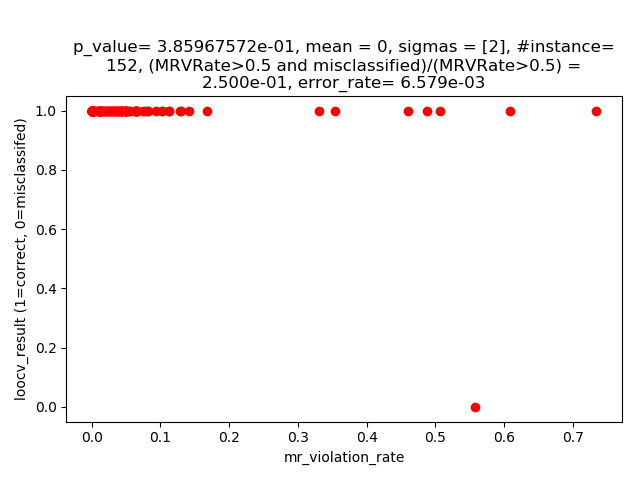 p_value= 3.85967572e-01, mean = 0, sigmas = [2], #instance=
152, (MRVRate>0.5 and misclassified)/(MRVRate>0.5) =
2.500e-01, error_rate= 6.579e-03
1.0
0.8
0.6
0.4
0.2
0.0
loocv_result (1=correct, 0=misclassifed)
0.0 0.1 0.2 0.3 0.4 0.5 0.6 0.7
mr_violation_rate